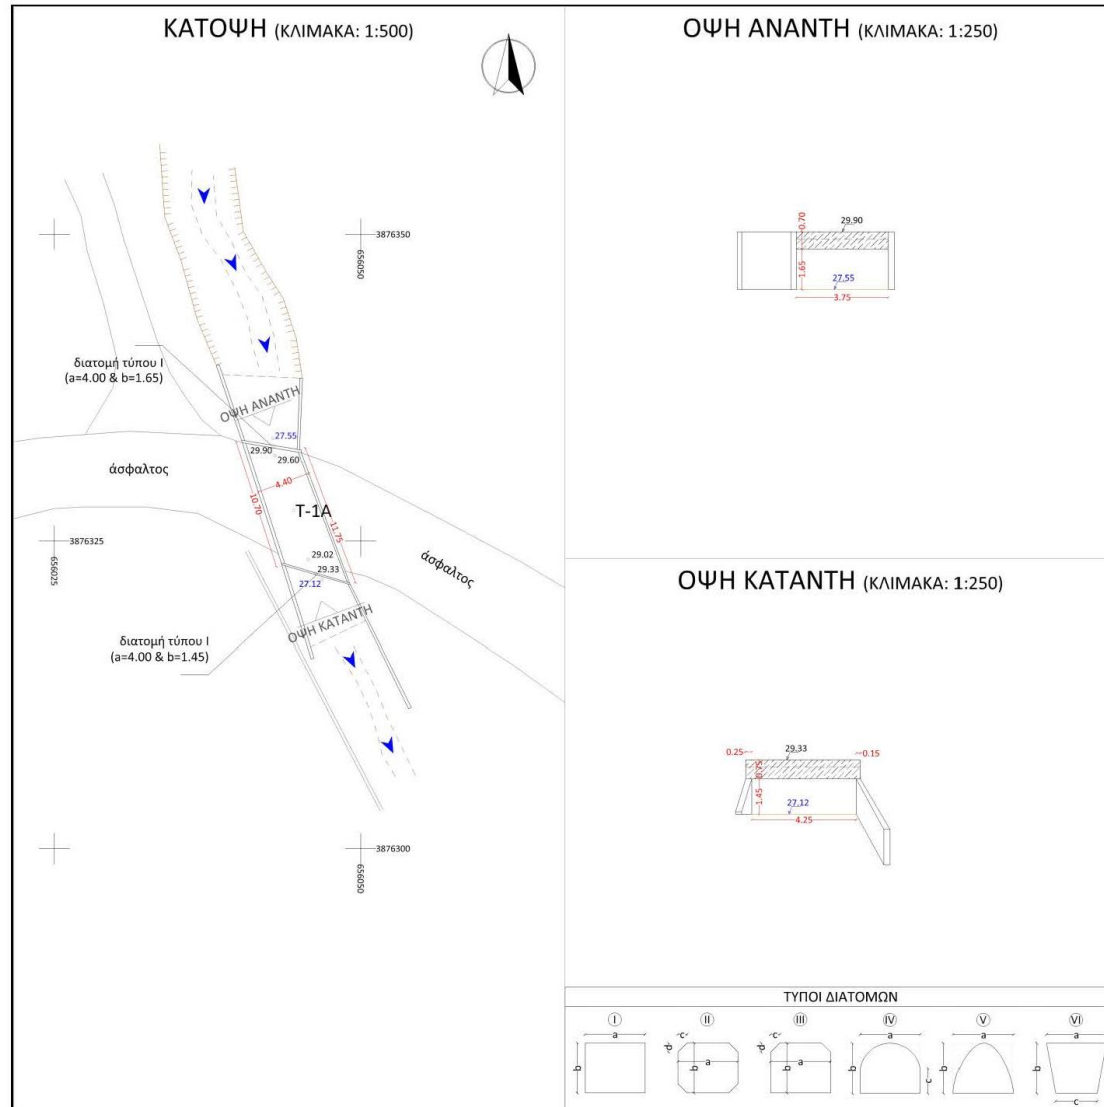 ΚΑΤΟΨΗ (ΚΛΙΜΑΚΑ: 1:500)
3876350
656050
διατομή τύπου Ι
(a=4.00 & b=1.65)
ΟΨΗ ΑΝΑΝΤΗ
27.55
29.90
29.60
άσφαλτος
4.40
10.70
T-1A
11.75
3876325
656025
άσφαλτος
29.02
29.33
27.12
ΟΨΗ ΚΑΤΑΝΤΗ
διατομή τύπου Ι
(a=4.00 & b=1.45)
3876300
656050
ΟΨΗ ΑΝΑΝΤΗ (ΚΛΙΜΑΚΑ: 1:250)
0.70
29.90
1.65
27.55
3.75
ΟΨΗ ΚΑΤΑΝΤΗ (ΚΛΙΜΑΚΑ: 1:250)
0.25
29.33
0.15
0.75
1.45
27.12
4.25
ΤΥΠΟΙ ΔΙΑΤΟΜΩΝ
I II III IV V VI
a
b
c
d
b
a
c
d
b
a
a
b
c
a
b
a
b
c